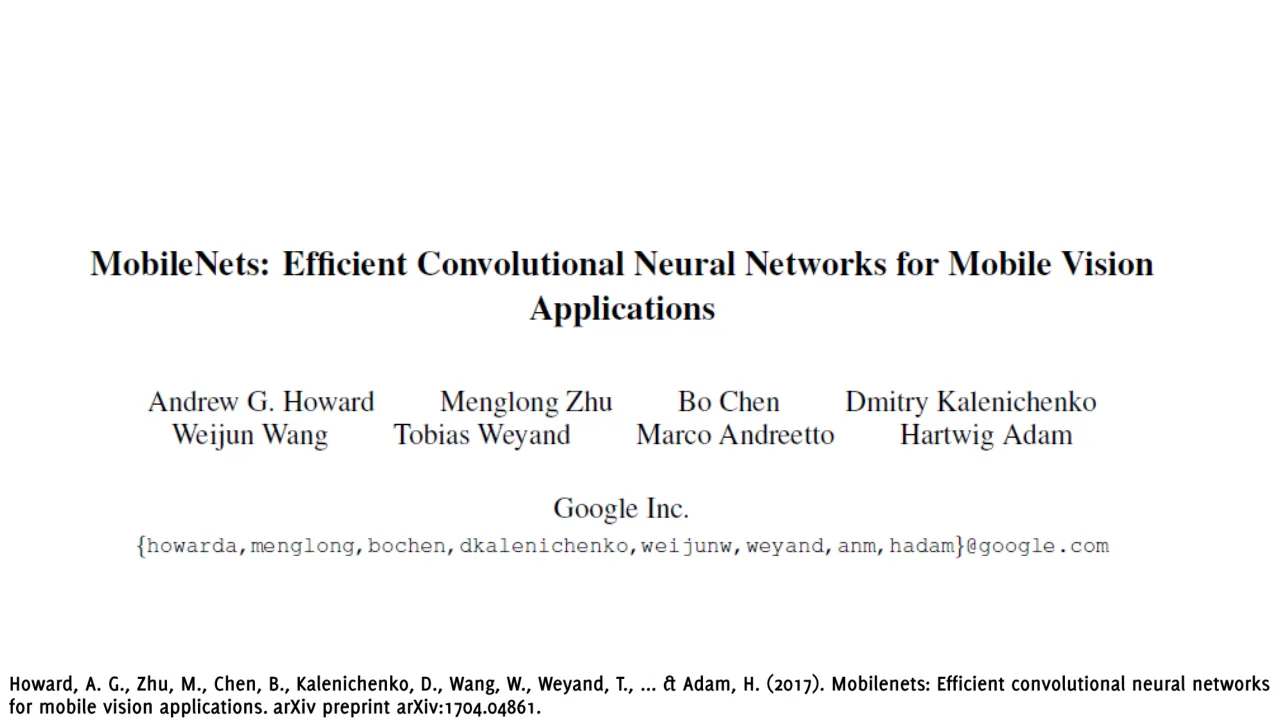 MobileNets: Efficient Convolutional Neural Networks for Mobile Vision
Applications
Andrew G. Howard Menglong Zhu Bo Chen Dmitry Kalenichenko
Weijun Wang Tobias Weyand Marco Andreetto Hartwig Adam
Google Inc.
{howarda,menglong,bochen,dkalenichenko,weijunw,weyand,anm,hadam}@google.com
Howard, A. G., Zhu, M., Chen, B., Kalenichenko, D., Wang, W., Weyand, T., ... & Adam, H. (2017). Mobilenets: Efficient convolutional neural networks
for mobile vision applications. arXiv preprint arXiv:1704.04861.